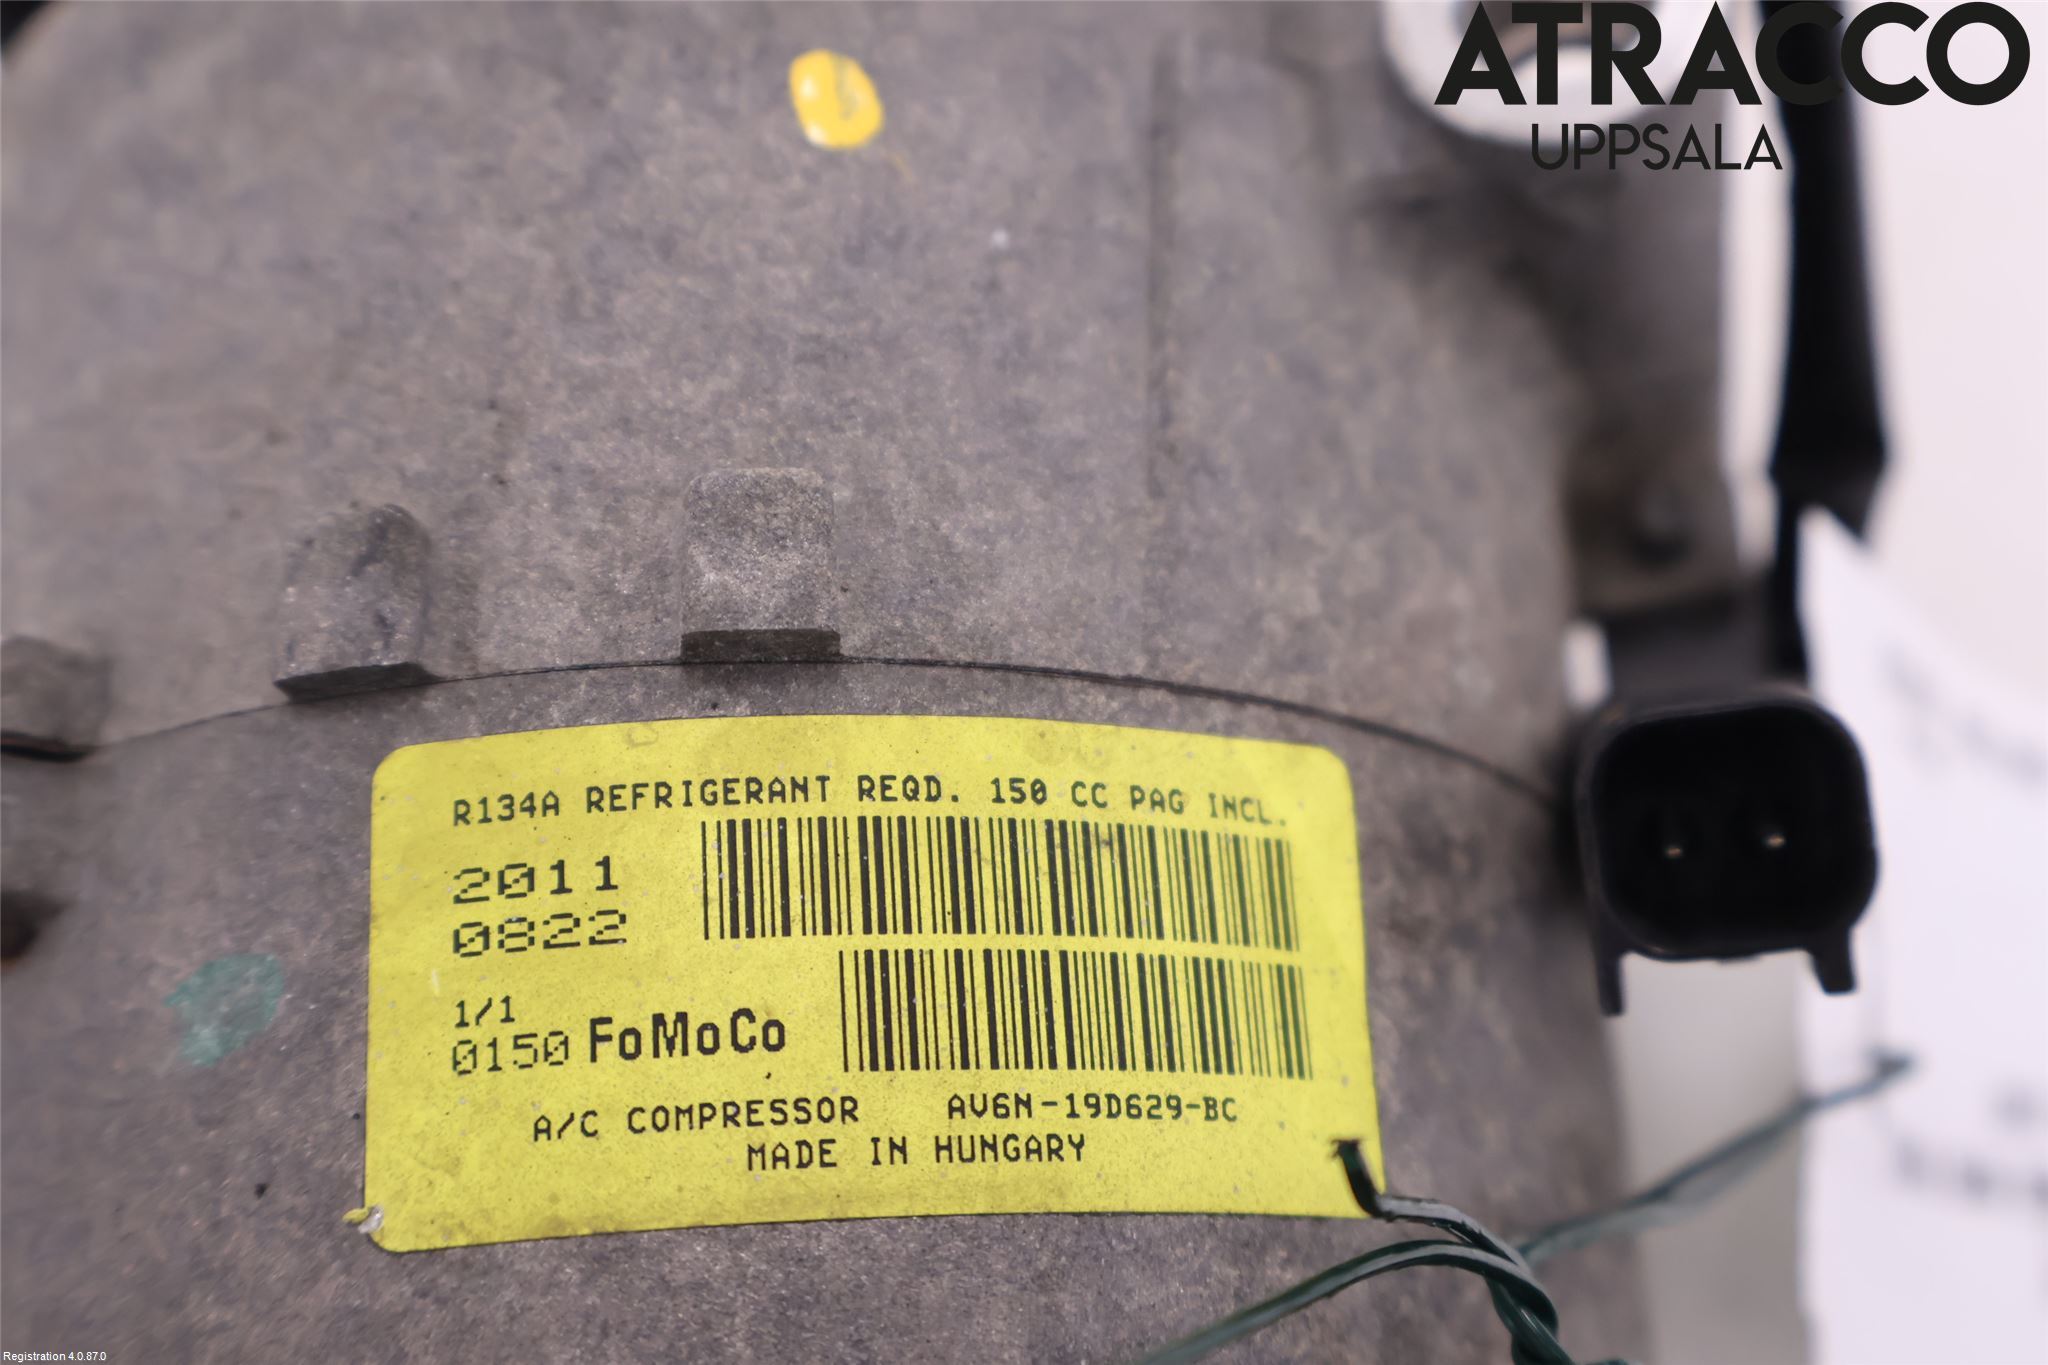 ATRACCO
UPPSALA
R134A REFRIGERANT REQD. 150 CC PAG INCL.
2011
0822
1/1
0150 FoMoCo
A/C COMPRESSOR AV6N-19D629-BC
MADE IN HUNGARY
Registration 4.0.87.0